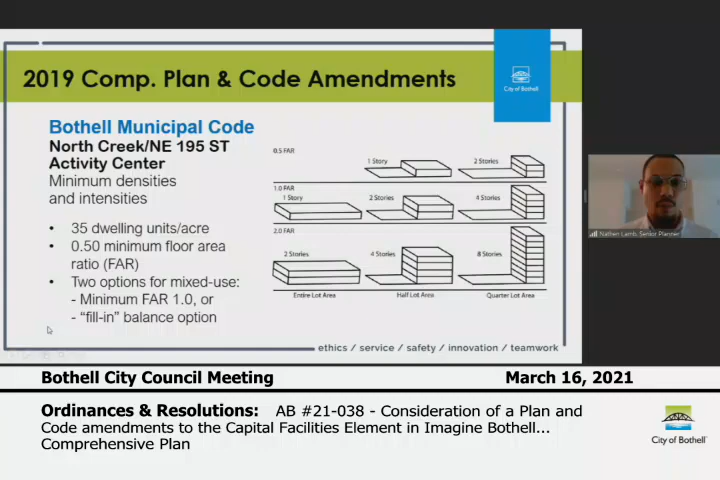 2019 Comp. Plan & Code Amendments
City of Bothell
Bothell Municipal Code
North Creek/NE 195 ST
Activity Center
Minimum densities
and intensities
• 35 dwelling units/acre
• 0.50 minimum floor area
ratio (FAR)
• Two options for mixed-use:
- Minimum FAR 1.0, or
- “fill-in” balance option
0.5 FAR
1 Story
2 Stories
1.0 FAR
1 Story
2 Stories
4 Stories
2.0 FAR
2 Stories
4 Stories
8 Stories
Entire Lot Area
Half Lot Area
Quarter Lot Area
ethics / service / safety / innovation / teamwork
Nathen Lamb, Senior Planner
Bothell City Council Meeting
March 16, 2021
Ordinances & Resolutions: AB #21-038 - Consideration of a Plan and
Code amendments to the Capital Facilities Element in Imagine Bothell...
Comprehensive Plan
City of Bothell